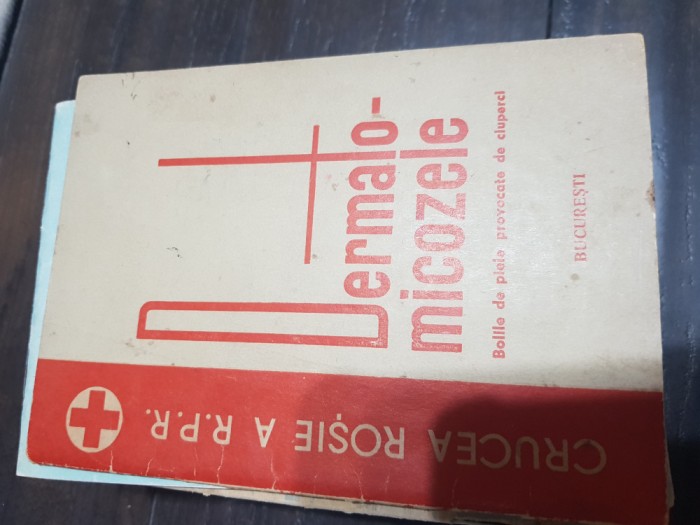 CRUCEA ROȘIE A R.P.R.
Dermato-
micozele
Bolile de piele provocate de ciuperci
BUCUREȘTI